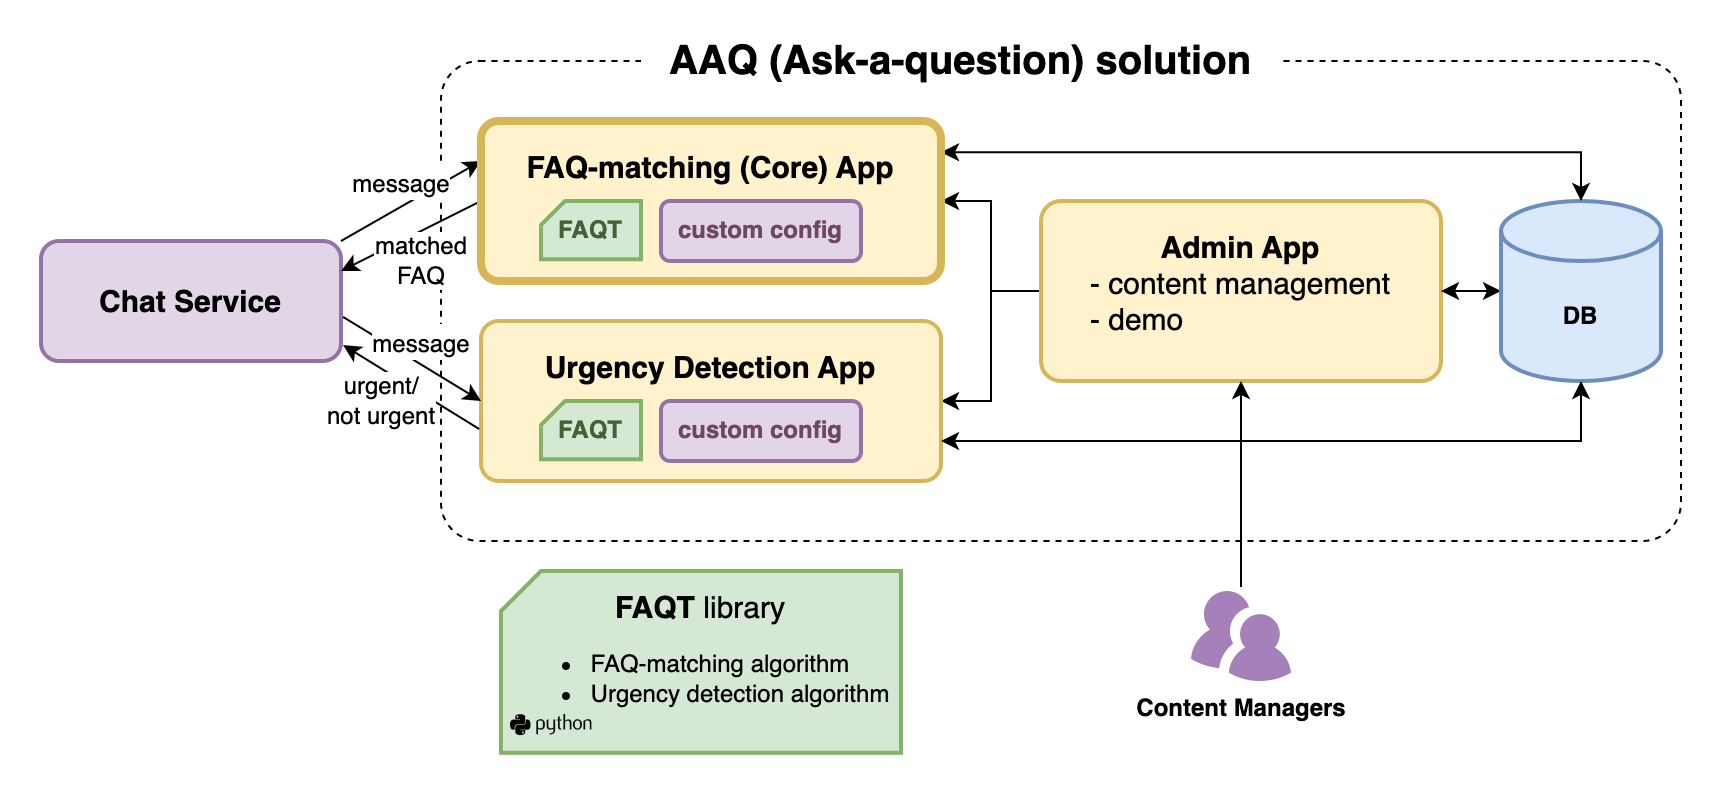 AAQ (Ask-a-question) solution
message
matched
FAQ
FAQ-matching (Core) App
FAQT
custom config
Chat Service
message
urgent/
not urgent
Urgency Detection App
FAQT
custom config
Admin App
- content management
- demo
DB
FAQT library
• FAQ-matching algorithm
• Urgency detection algorithm
python
Content Managers